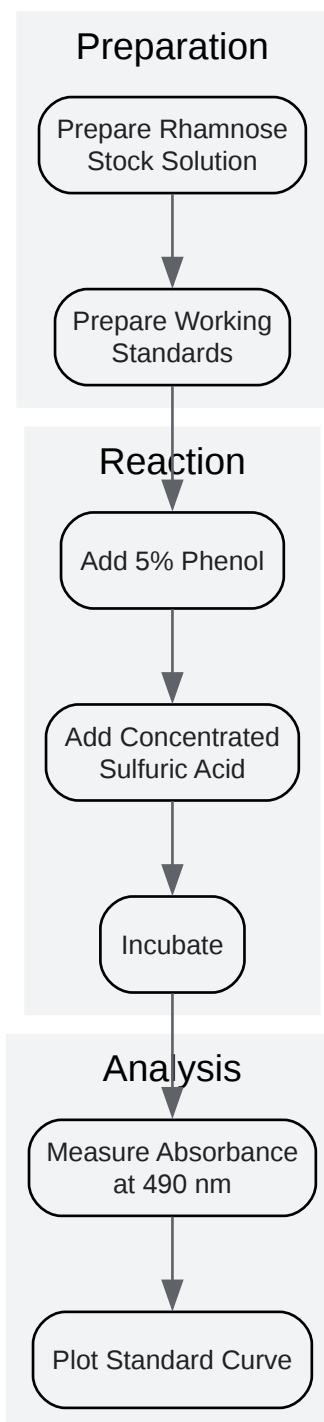 Preparation
Prepare Rhamnose
Stock Solution
Prepare Working
Standards
Reaction
Add 5% Phenol
Add Concentrated
Sulfuric Acid
Incubate
Analysis
Measure Absorbance
at 490 nm
Plot Standard Curve